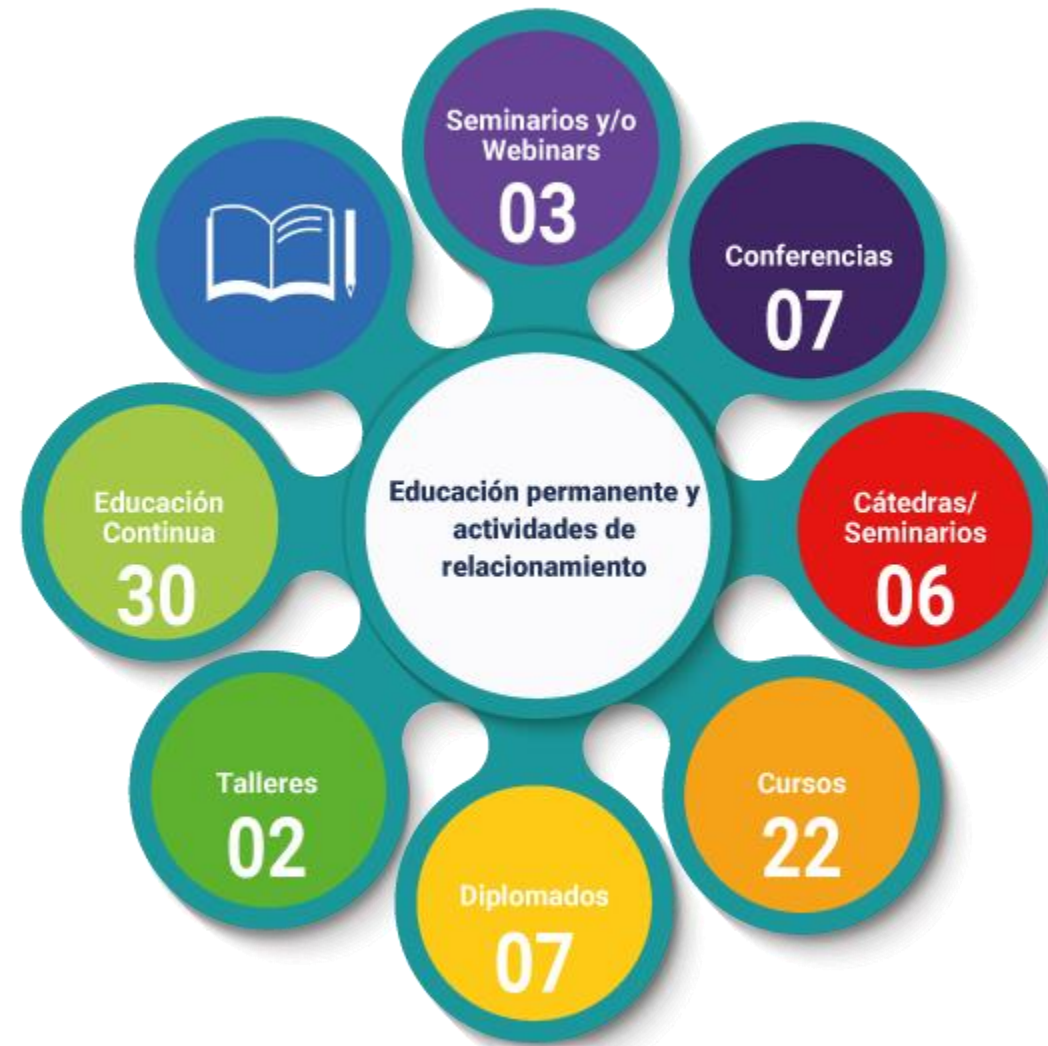 Seminarios y/o
Webinars
03
Conferencias
07
Cátedras/
Seminarios
06
Cursos
22
Diplomados
07
Talleres
02
Educación
Continua
30
Educación permanente y
actividades de
relacionamiento